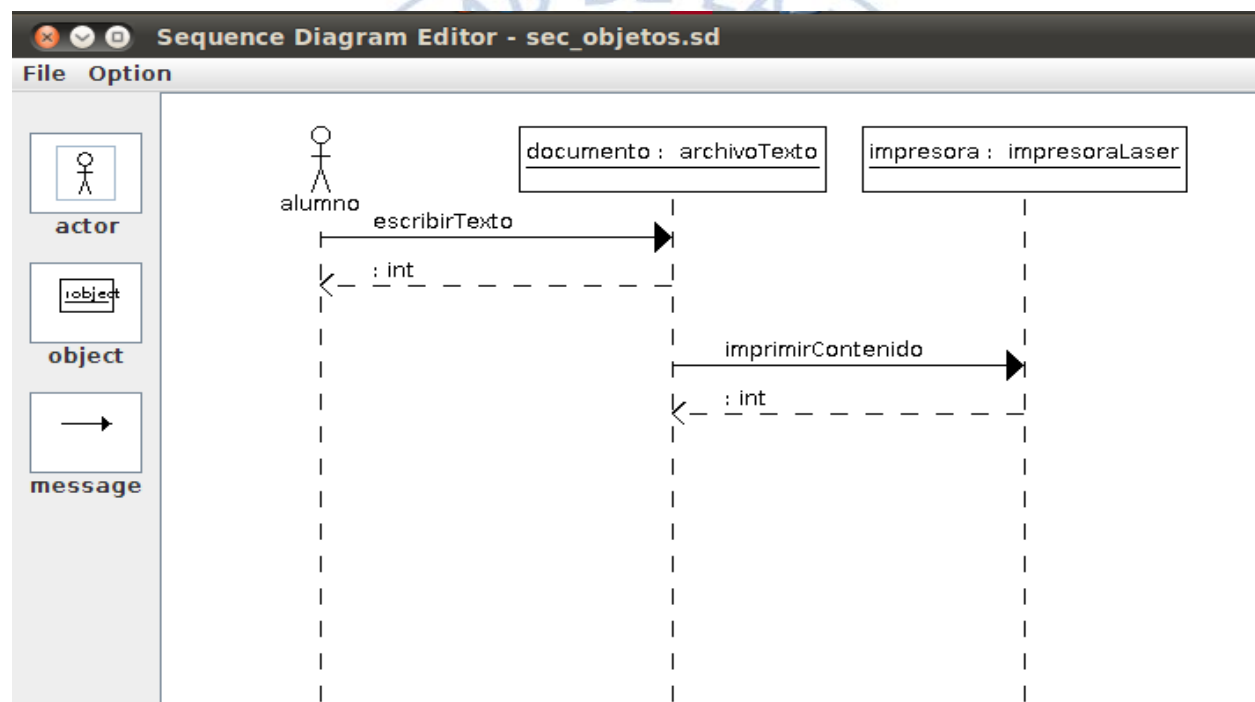 Sequence Diagram Editor - sec_objetos.sd
File Option
actor
:object
object
message
alumno
documento : archivoTexto
impresora : impresoraLaser
escribirTexto
: int
imprimirContenido
: int